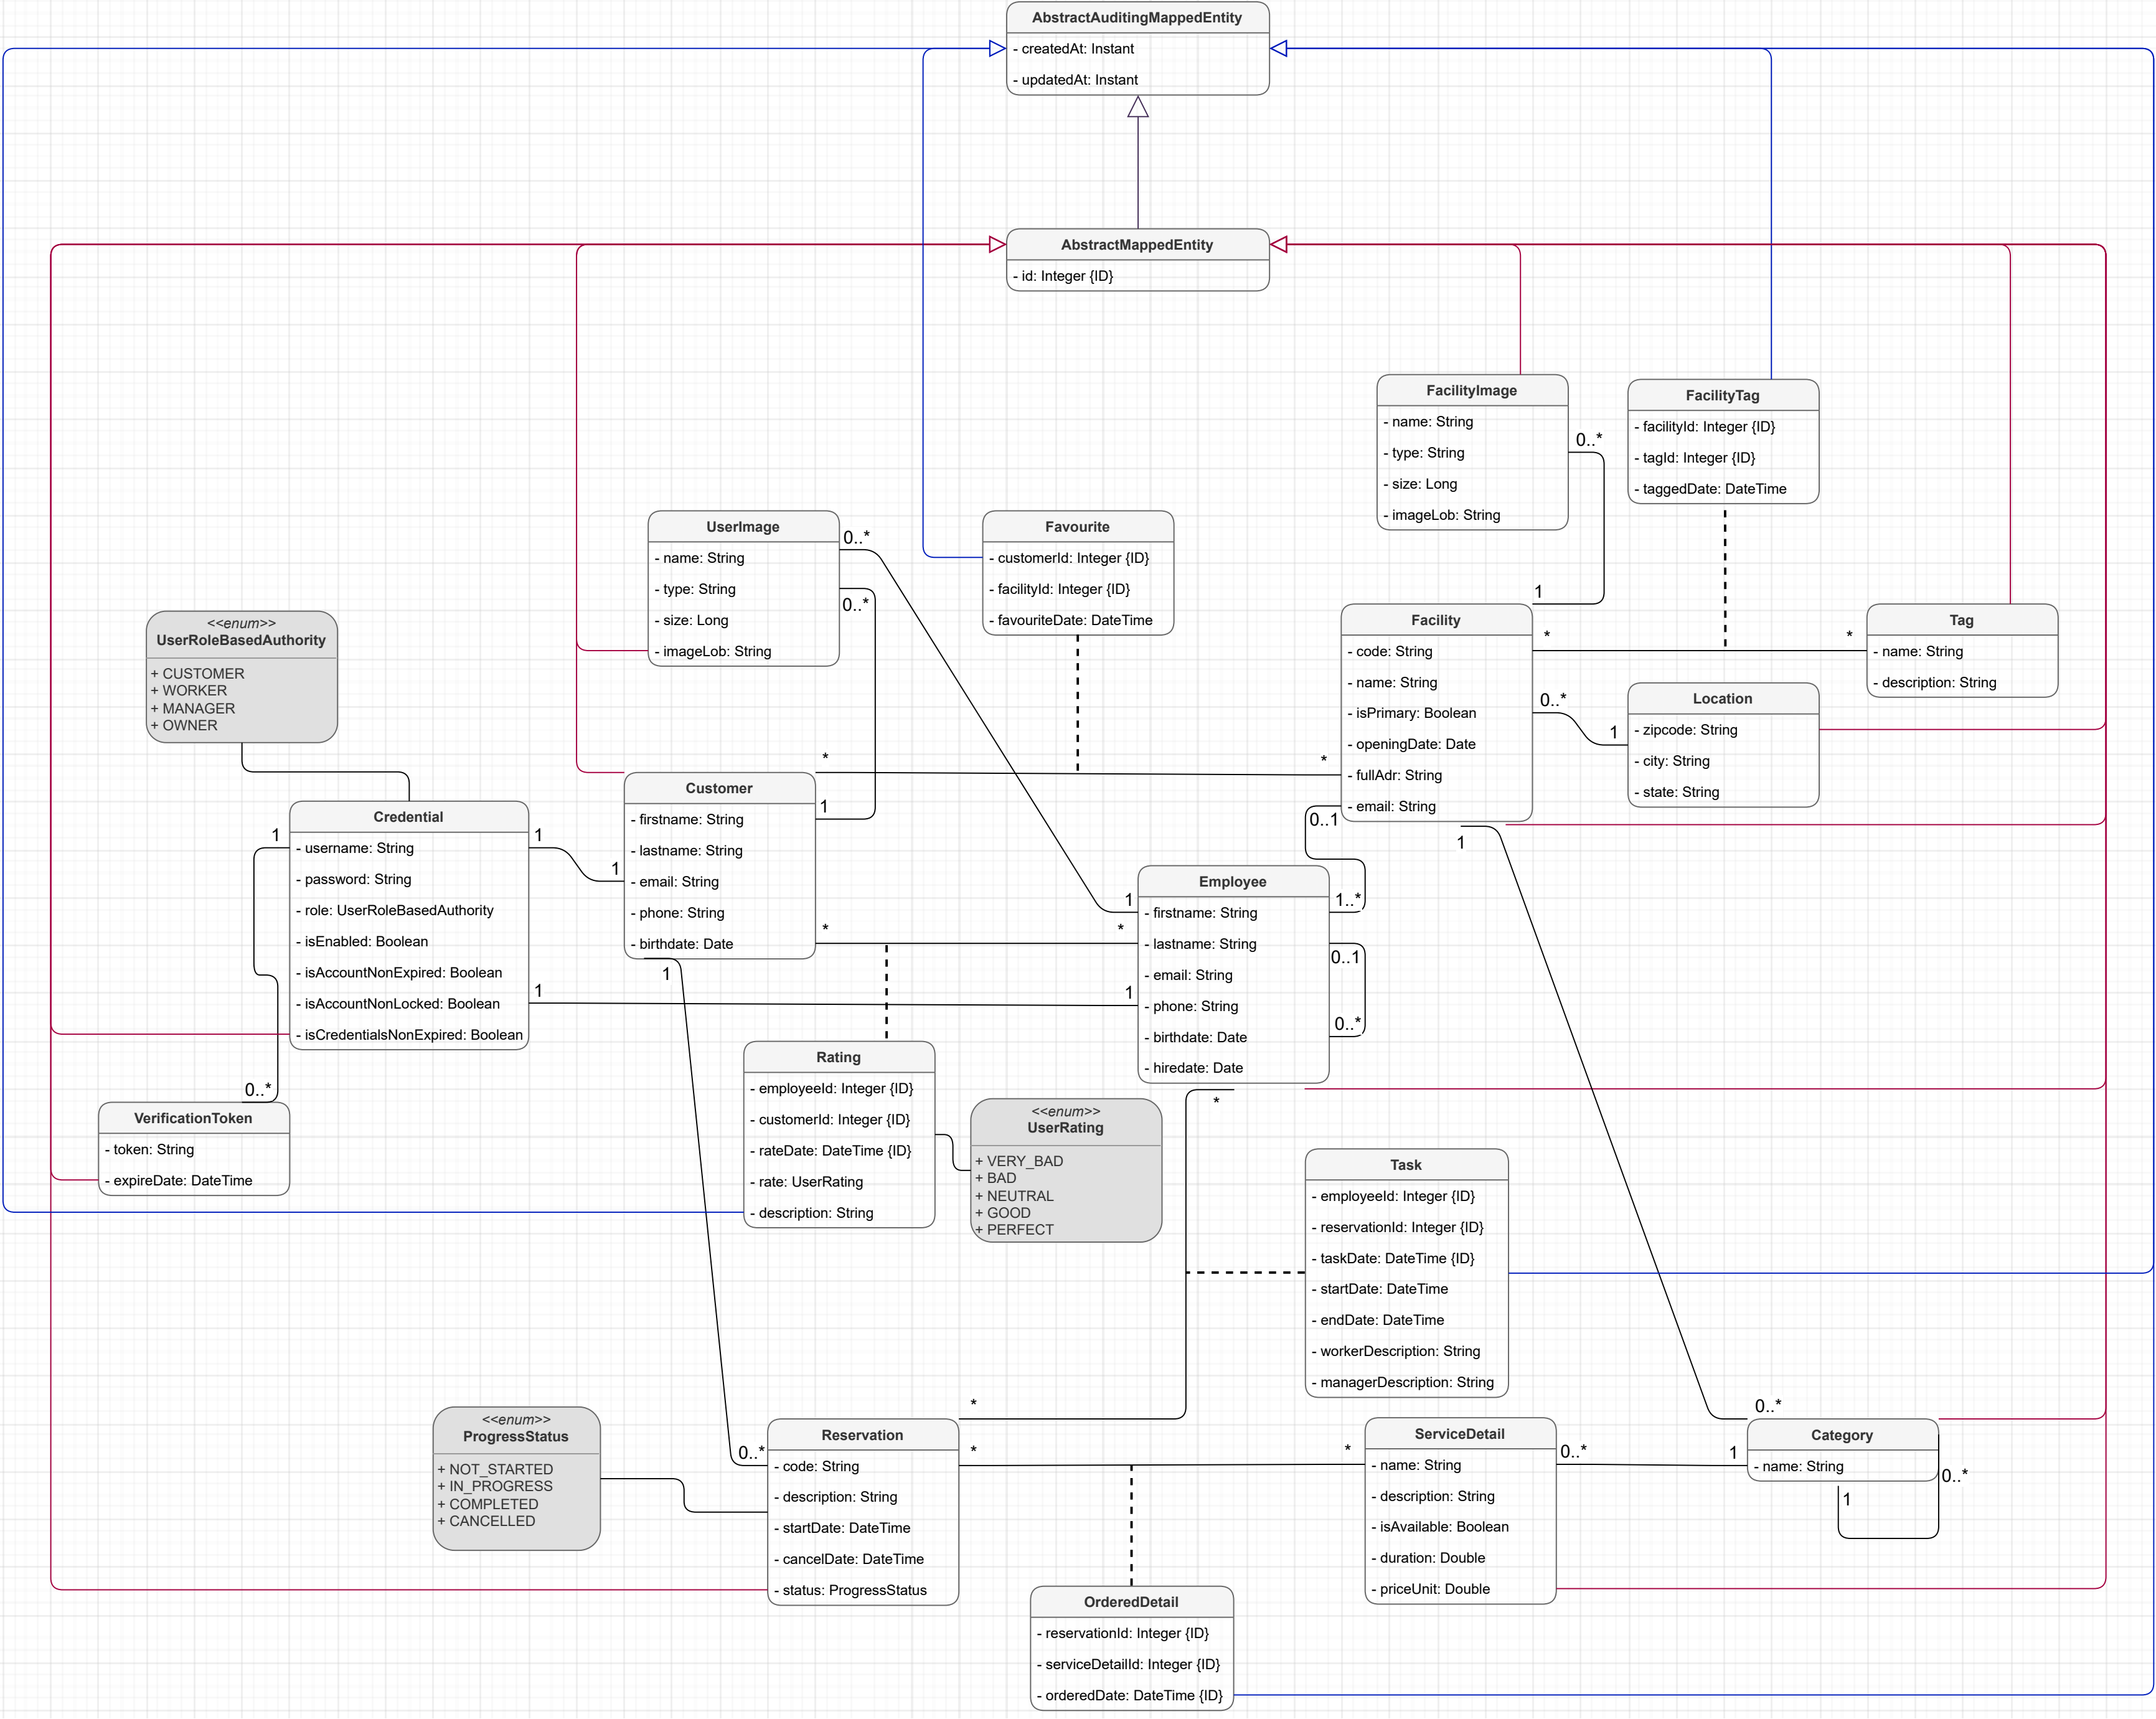 AbstractAuditingMappedEntity
- createdAt: Instant
- updatedAt: Instant
AbstractMappedEntity
- id: Integer {ID}
FacilityImage
- name: String
- type: String
- size: Long
- imageLob: String
0..*
1
FacilityTag
- facilityId: Integer {ID}
- tagId: Integer {ID}
- taggedDate: DateTime
UserImage
- name: String
- type: String
- size: Long
- imageLob: String
0..*
0..*
Favourite
- customerId: Integer {ID}
- facilityId: Integer {ID}
- favouriteDate: DateTime
<<enum>>
UserRoleBasedAuthority
+ CUSTOMER
+ WORKER
+ MANAGER
+ OWNER
Facility
- code: String
- name: String
- isPrimary: Boolean
- openingDate: Date
- fullAdr: String
- email: String
*
*
0..*
1
*
*
0..1
1
Tag
- name: String
- description: String
Location
- zipcode: String
- city: String
- state: String
Credential
- username: String
- password: String
- role: UserRoleBasedAuthority
- isEnabled: Boolean
- isAccountNonExpired: Boolean
- isAccountNonLocked: Boolean
- isCredentialsNonExpired: Boolean
1
1
1
1
1
0..*
Customer
- firstname: String
- lastname: String
- email: String
- phone: String
- birthdate: Date
1
*
*
1
Employee
- firstname: String
- lastname: String
- email: String
- phone: String
- birthdate: Date
- hiredate: Date
1
1..*
0..1
0..*
*
VerificationToken
- token: String
- expireDate: DateTime
Rating
- employeeId: Integer {ID}
- customerId: Integer {ID}
- rateDate: DateTime {ID}
- rate: UserRating
- description: String
<<enum>>
UserRating
+ VERY_BAD
+ BAD
+ NEUTRAL
+ GOOD
+ PERFECT
Task
- employeeId: Integer {ID}
- reservationId: Integer {ID}
- taskDate: DateTime {ID}
- startDate: DateTime
- endDate: DateTime
- workerDescription: String
- managerDescription: String
<<enum>>
ProgressStatus
+ NOT_STARTED
+ IN_PROGRESS
+ COMPLETED
+ CANCELLED
Reservation
- code: String
- description: String
- startDate: DateTime
- cancelDate: DateTime
- status: ProgressStatus
0..*
*
*
*
ServiceDetail
- name: String
- description: String
- isAvailable: Boolean
- duration: Double
- priceUnit: Double
0..*
1
Category
- name: String
0..*
0..*
1
OrderedDetail
- reservationId: Integer {ID}
- serviceDetailId: Integer {ID}
- orderedDate: DateTime {ID}